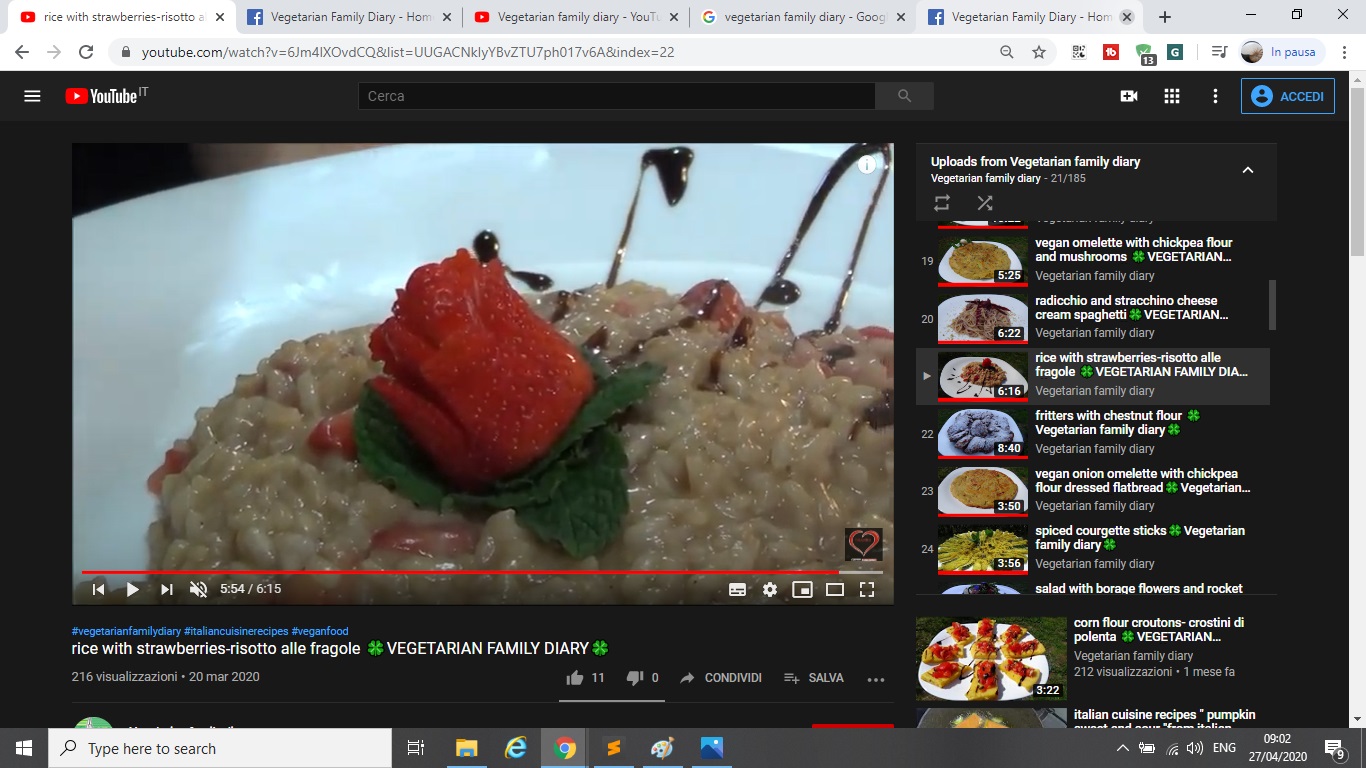 rice with strawberries-risotto al
Vegetarian Family Diary - Hom
Vegetarian family diary - YouTu
vegetarian family diary - Googl
Vegetarian Family Diary - Hom
youtube.com/watch?v=6Jm4lXOvdCQ&list=UUGACNkIyYBvZTU7ph017v6A&index=22
13
In pausa
YouTube IT
Cerca
ACCEDI
Uploads from Vegetarian family diary
Vegetarian family diary - 21/185
Vegetarian family diary
19
5:25
vegan omelette with chickpea flour
and mushrooms 🍀VEGETARIAN...
Vegetarian family diary
20
6:22
radicchio and stracchino cheese
cream spaghetti🍀VEGETARIAN...
Vegetarian family diary
6:16
rice with strawberries-risotto alle
fragole 🍀VEGETARIAN FAMILY DIA...
Vegetarian family diary
22
8:40
fritters with chestnut flour 🍀
Vegetarian family diary🍀
Vegetarian family diary
23
3:50
vegan onion omelette with chickpea
flour dressed flatbread🍀Vegetarian...
Vegetarian family diary
24
3:56
spiced courgette sticks🍀Vegetarian
family diary🍀
Vegetarian family diary
salad with borage flowers and rocket
5:54 / 6:15
#vegetarianfamilydiary #italiancuisinerecipes #veganfood
rice with strawberries-risotto alle fragole 🍀VEGETARIAN FAMILY DIARY🍀
216 visualizzazioni • 20 mar 2020
11
0
CONDIVIDI
SALVA
3:22
corn flour croutons- crostini di
polenta 🍀VEGETARIAN...
Vegetarian family diary
212 visualizzazioni • 1 mese fa
italian cuisine recipes " pumpkin
Type here to search
ENG
09:02
27/04/2020
9